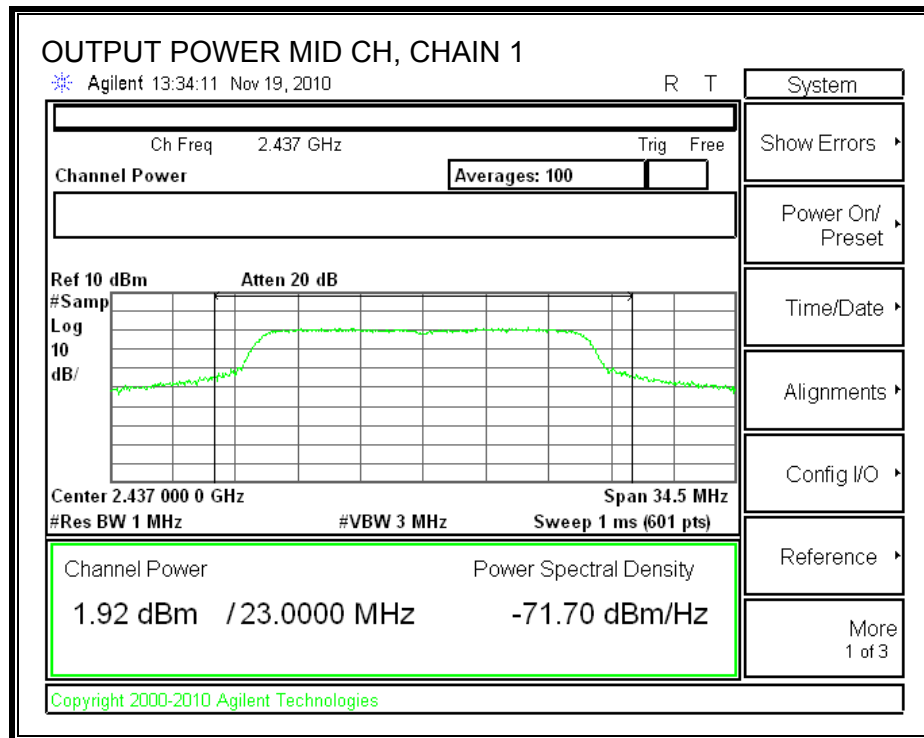 OUTPUT POWER MID CH, CHAIN 1
Agilent 13:34:11 Nov 19, 2010 R T
Ch Freq 2.437 GHz Trig Free
Channel Power Averages: 100
Ref 10 dBm Atten 20 dB
#Samp
Log
10
dB/
Center 2.437 000 0 GHz Span 34.5 MHz
#Res BW 1 MHz #VBW 3 MHz Sweep 1 ms (601 pts)
Channel Power Power Spectral Density
1.92 dBm / 23.0000 MHz -71.70 dBm/Hz
Copyright 2000-2010 Agilent Technologies
System
Show Errors
Power On/
Preset
Time/Date
Alignments
Config I/O
Reference
More
1 of 3